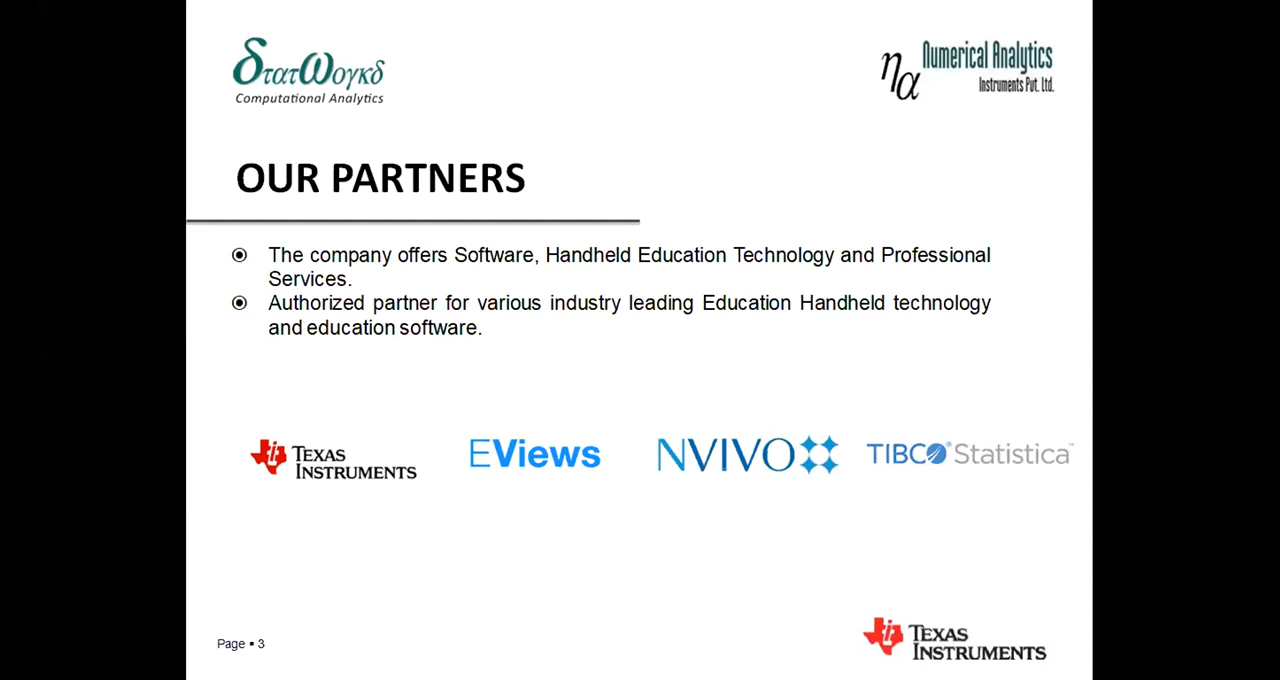 δτατωογκδ
Computational Analytics
ηα Numerical Analytics
Instruments Pvt. Ltd.
OUR PARTNERS
The company offers Software, Handheld Education Technology and Professional
Services.
Authorized partner for various industry leading Education Handheld technology
and education software.
TEXAS
INSTRUMENTS
EViews
NVIVO
TIBCO® Statistica™
Page ▪ 3
TEXAS
INSTRUMENTS